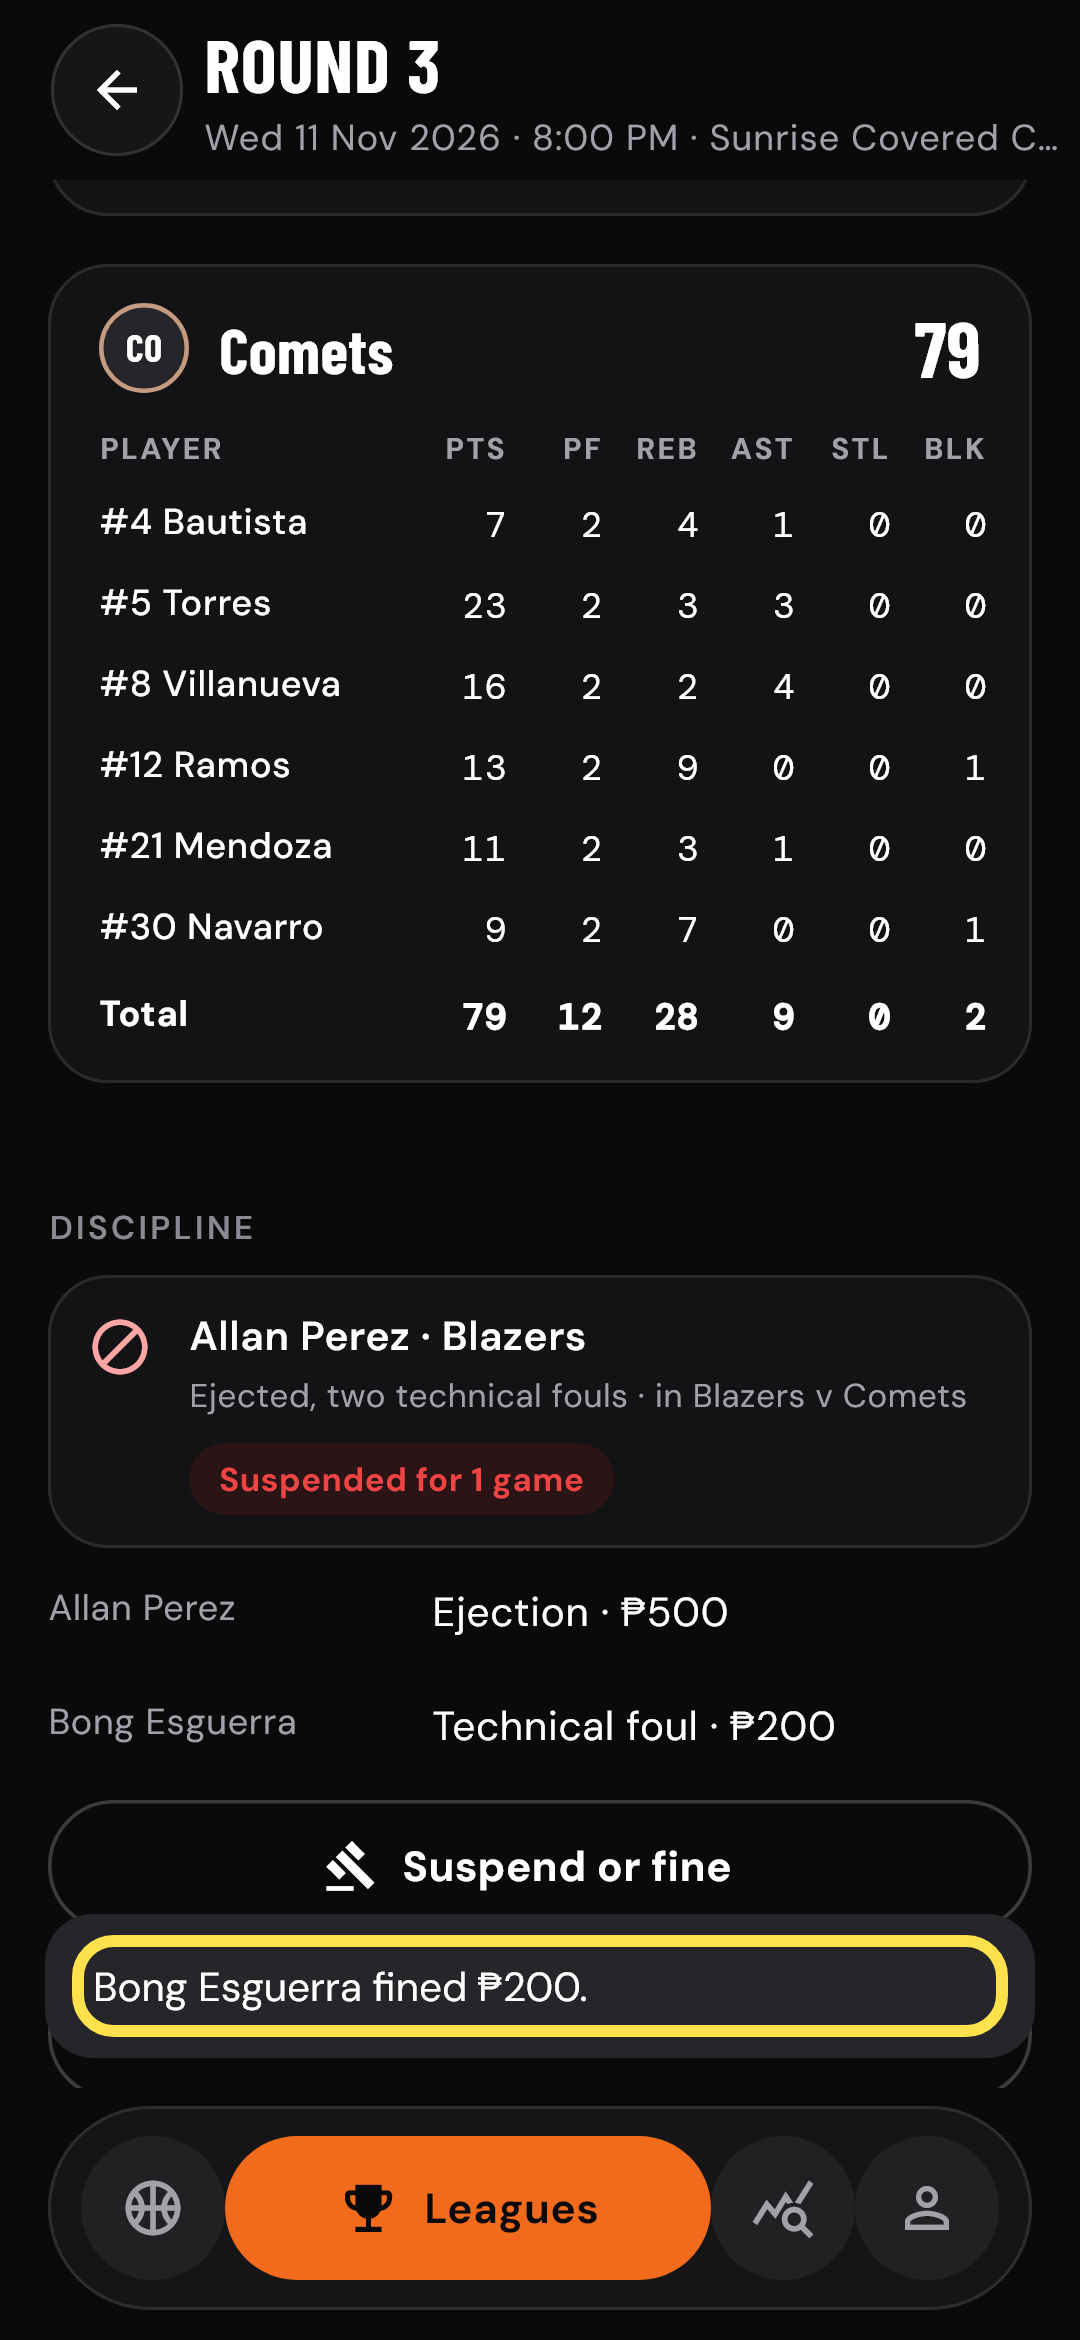 ROUND 3
Wed 11 Nov 2026 · 8:00 PM · Sunrise Covered C...
CO Comets 79
PLAYER PTS PF REB AST STL BLK
#4 Bautista 7 2 4 1 0 0
#5 Torres 23 2 3 3 0 0
#8 Villanueva 16 2 2 4 0 0
#12 Ramos 13 2 9 0 0 1
#21 Mendoza 11 2 3 1 0 0
#30 Navarro 9 2 7 0 0 1
Total 79 12 28 9 0 2
DISCIPLINE
Allan Perez · Blazers
Ejected, two technical fouls · in Blazers v Comets
Suspended for 1 game
Allan Perez Ejection · ₱500
Bong Esguerra Technical foul · ₱200
Suspend or fine
Bong Esguerra fined ₱200.
Leagues